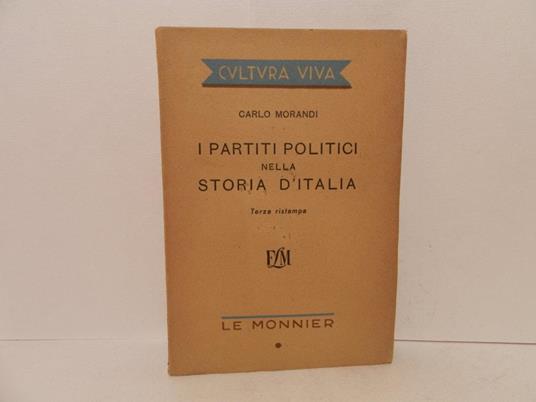 CVLTVRA VIVA
CARLO MORANDI
I PARTITI POLITICI
NELLA
STORIA D'ITALIA
Terza ristampa
FLM
LE MONNIER